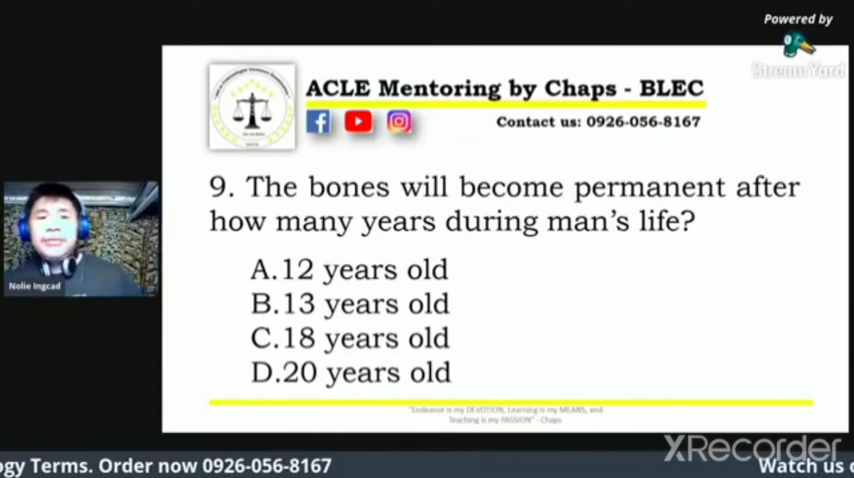 Powered by
StreamYard
ACLE Mentoring by Chaps - BLEC
Contact us: 0926-056-8167
9. The bones will become permanent after
how many years during man's life?
A.12 years old
B.13 years old
C.18 years old
D.20 years old
Nolie Ingcad
"Endeavor is my DEVOTION, Learning is my MEANS, and
Teaching is my PASSION" - Chaps
XRecorder
ogy Terms. Order now 0926-056-8167
Watch us o